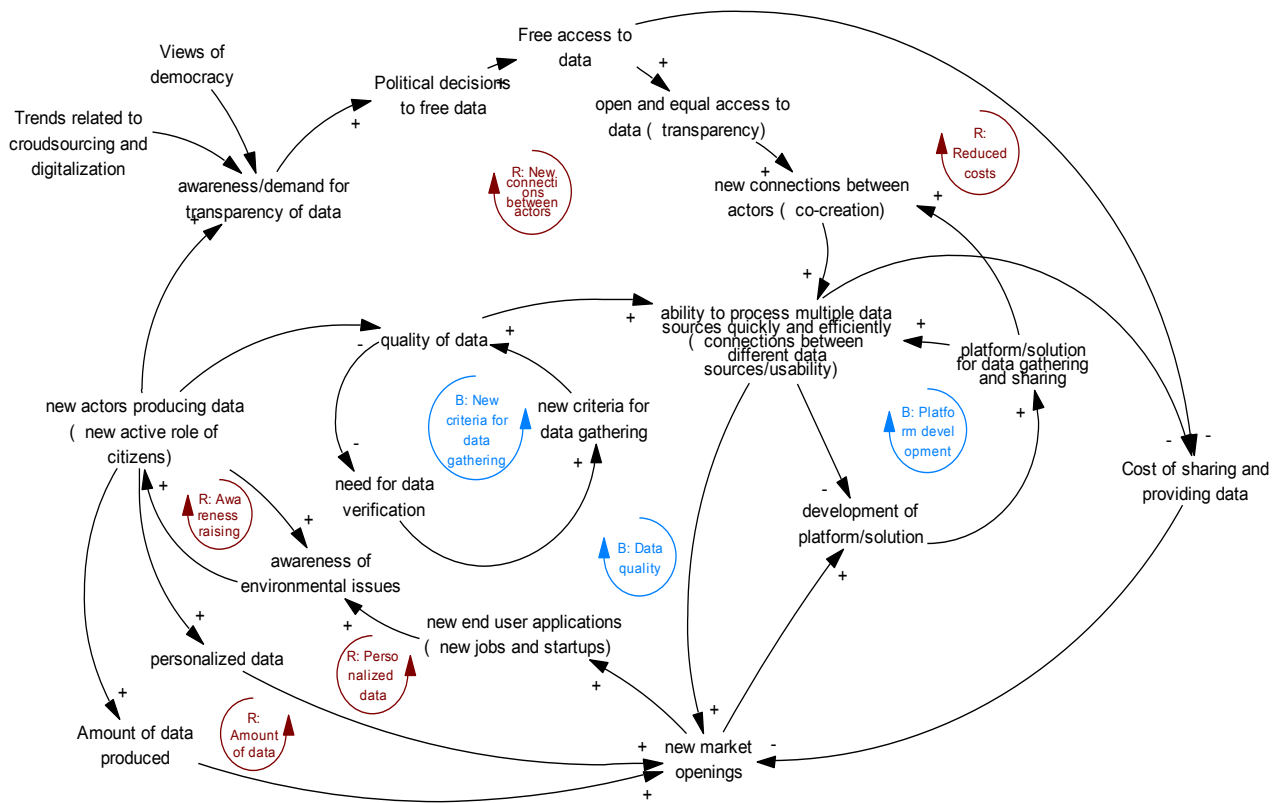 Free access to
data
Views of
democracy
Political decisions
to free data
+
+
+
open and equal access to
data ( transparency)
Trends related to
croudsourcing and
digitalization
R:
Reduced
costs
awareness/demand for
transparency of data
+
R: New
connecti
ons
between
actors
+
new connections between
actors ( co-creation)
+
+
ability to process multiple data
sources quickly and efficiently
( connections between
different data
sources/usability)
quality of data
-
+
+
+
platform/solution
for data gathering
and sharing
+
new actors producing data
( new active role of
citizens)
B: New
criteria for
data
gathering
new criteria for
data gathering
+
B: Platfo
rm devel
opment
-
-
Cost of sharing and
providing data
-
need for data
verification
+
R: Awa
reness
raising
+
-
development of
platform/solution
+
awareness of
environmental issues
+
B: Data
quality
new end user applications
( new jobs and startups)
+
+
personalized data
R: Perso
nalized
data
+
Amount of data
produced
R:
Amount
of data
+
+
new market
openings
-
+